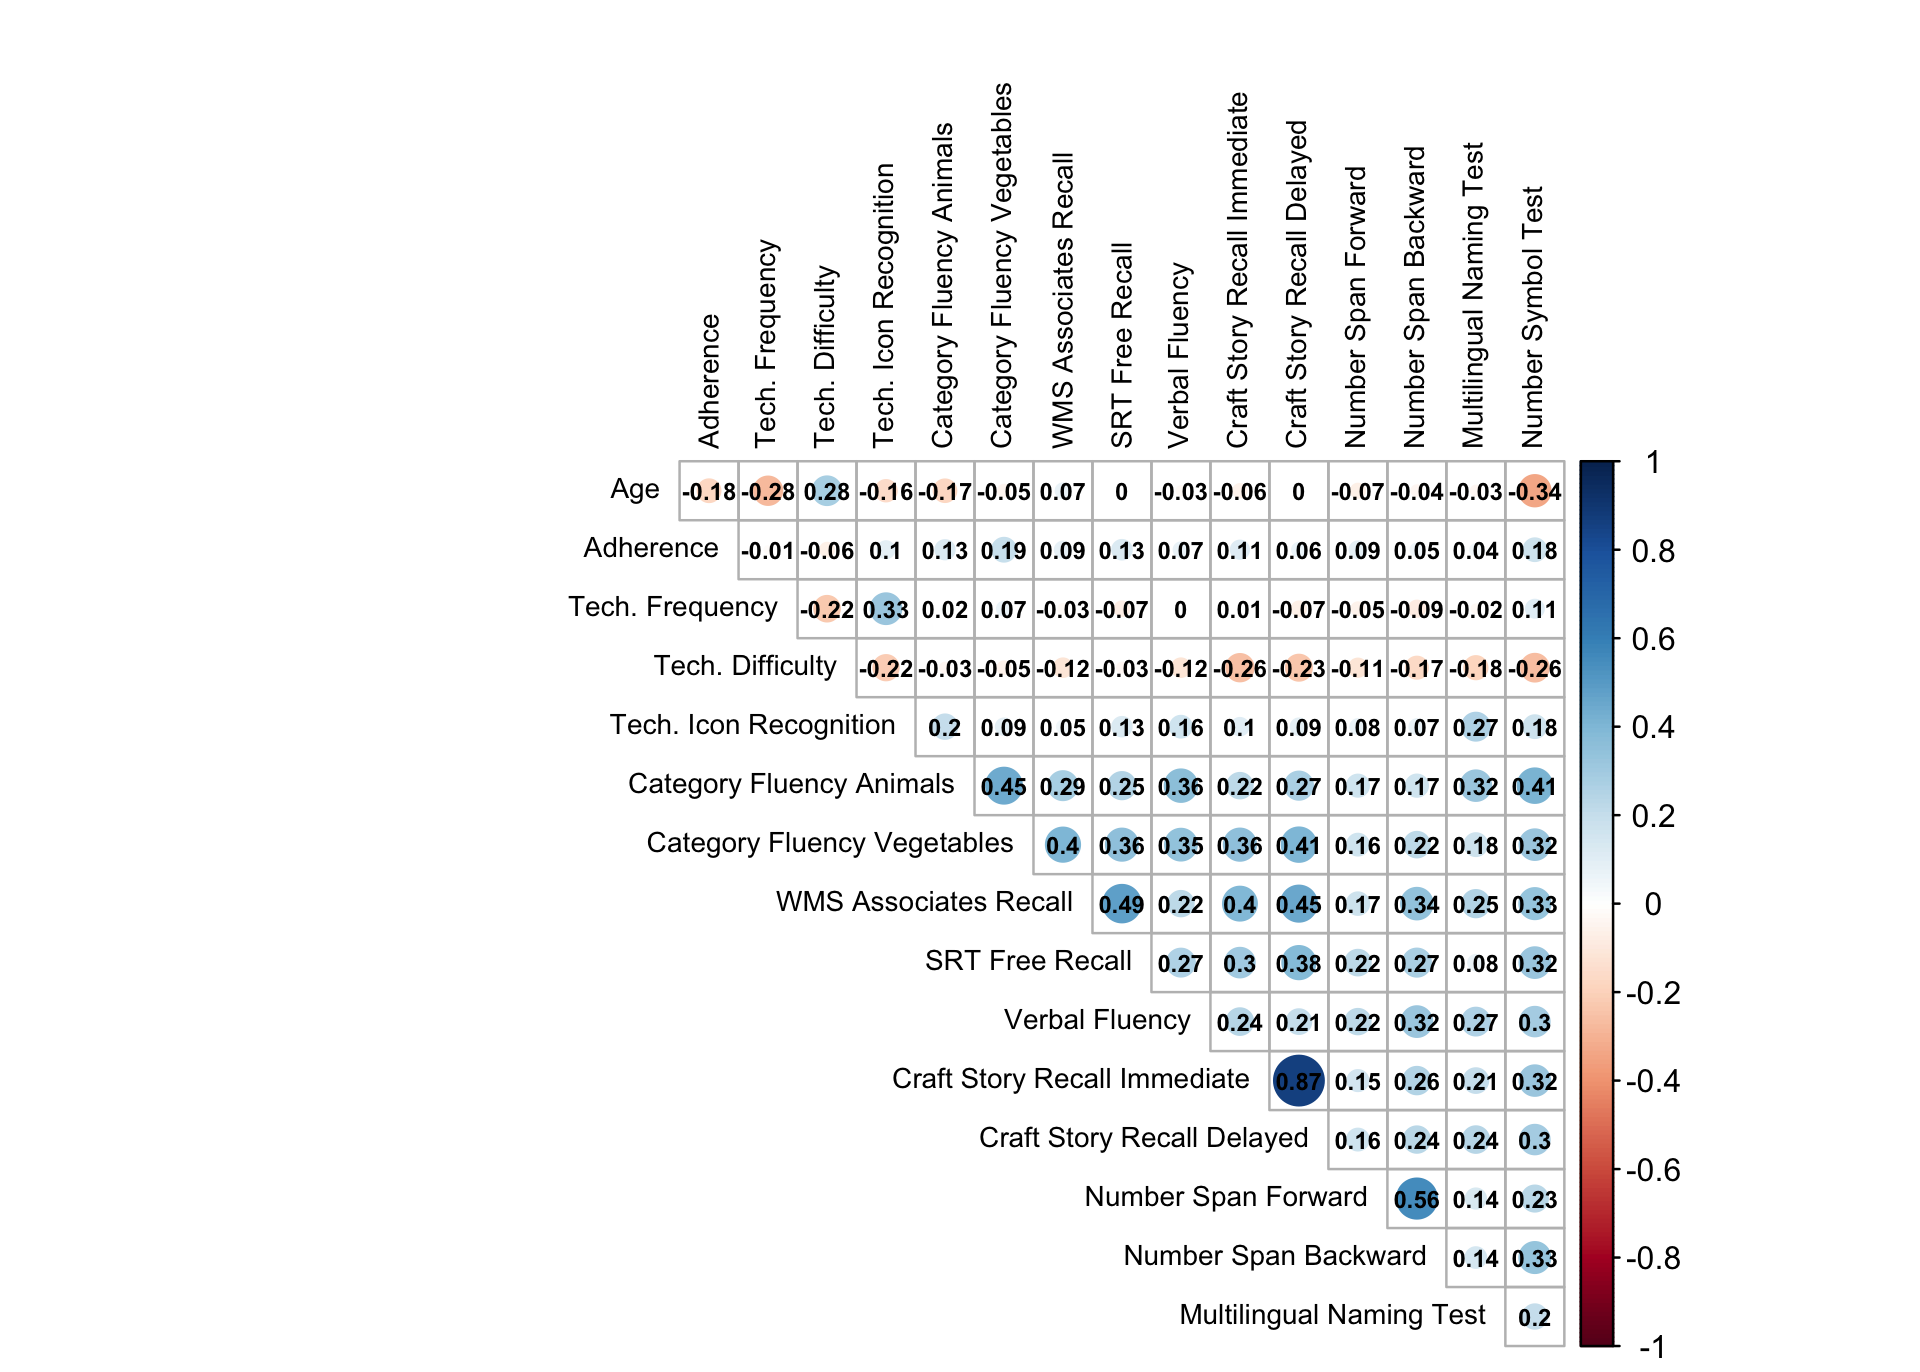 Adherence
Tech. Frequency
Tech. Difficulty
Tech. Icon Recognition
Category Fluency Animals
Category Fluency Vegetables
WMS Associates Recall
SRT Free Recall
Verbal Fluency
Craft Story Recall Immediate
Craft Story Recall Delayed
Number Span Forward
Number Span Backward
Multilingual Naming Test
Number Symbol Test
Age -0.18 -0.28 0.28 -0.16 -0.17 -0.05 0.07 0 -0.03 -0.06 0 -0.07 -0.04 -0.03 -0.34
Adherence -0.01 -0.06 0.1 0.13 0.19 0.09 0.13 0.07 0.11 0.06 0.09 0.05 0.04 0.18
Tech. Frequency -0.22 0.33 0.02 0.07 -0.03 -0.07 0 0.01 -0.07 -0.05 -0.09 -0.02 0.11
Tech. Difficulty -0.22 -0.03 -0.05 -0.12 -0.03 -0.12 -0.26 -0.23 -0.11 -0.17 -0.18 -0.26
Tech. Icon Recognition 0.2 0.09 0.05 0.13 0.16 0.1 0.09 0.08 0.07 0.27 0.18
Category Fluency Animals 0.45 0.29 0.25 0.36 0.22 0.27 0.17 0.17 0.32 0.41
Category Fluency Vegetables 0.4 0.36 0.35 0.36 0.41 0.16 0.22 0.18 0.32
WMS Associates Recall 0.49 0.22 0.4 0.45 0.17 0.34 0.25 0.33
SRT Free Recall 0.27 0.3 0.38 0.22 0.27 0.08 0.32
Verbal Fluency 0.24 0.21 0.22 0.32 0.27 0.3
Craft Story Recall Immediate 0.87 0.15 0.26 0.21 0.32
Craft Story Recall Delayed 0.16 0.24 0.24 0.3
Number Span Forward 0.56 0.14 0.23
Number Span Backward 0.14 0.33
Multilingual Naming Test 0.2
1
0.8
0.6
0.4
0.2
0
-0.2
-0.4
-0.6
-0.8
-1